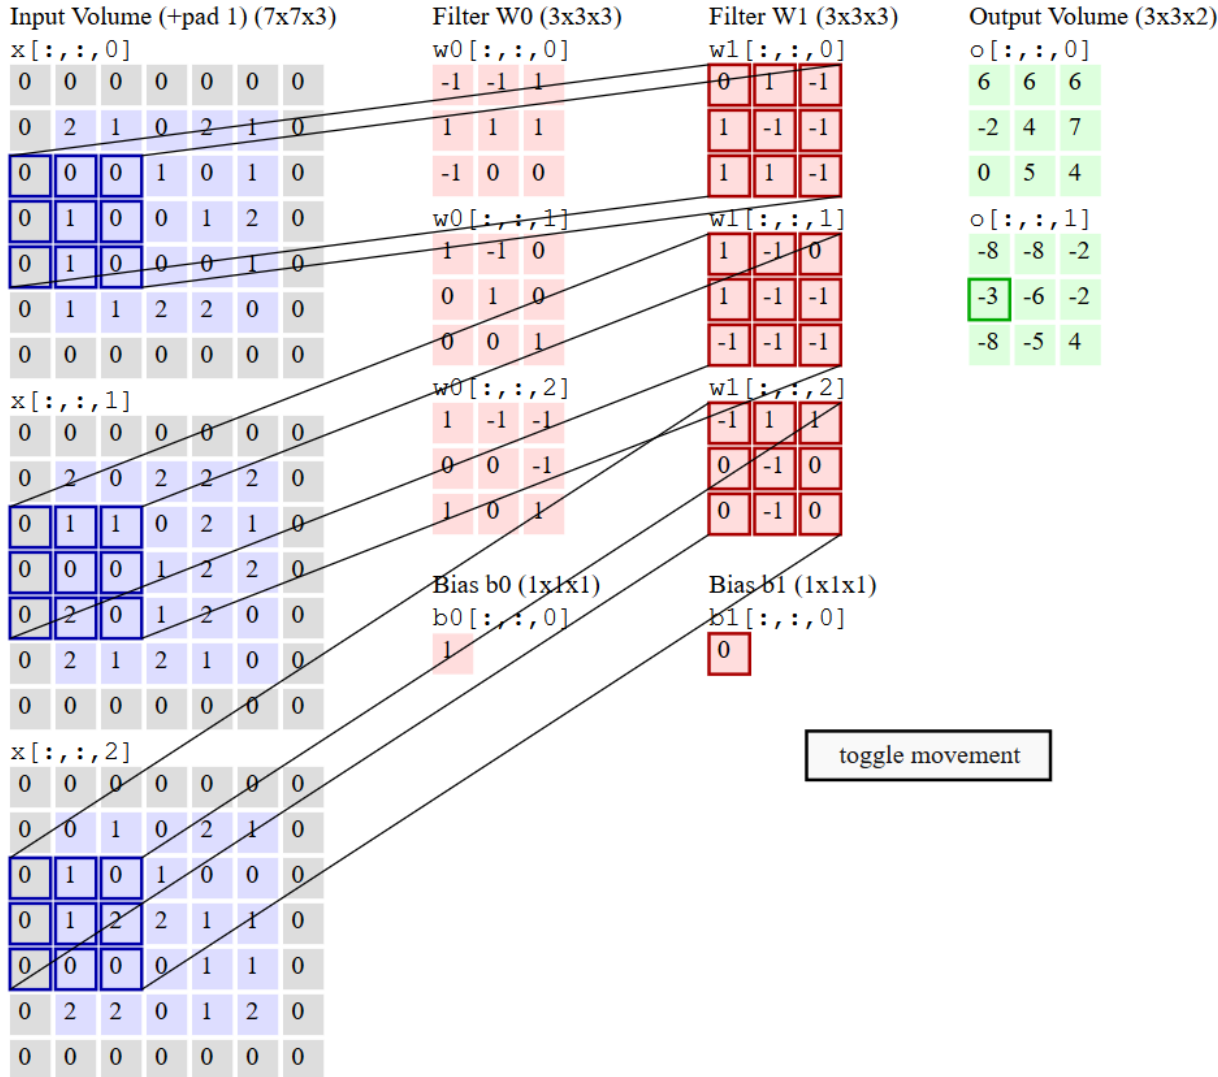 Input Volume (+pad 1) (7x7x3)
x[:,:,0]
0 0 0 0 0 0 0
0 2 1 0 2 1 0
0 0 0 1 0 1 0
0 1 0 0 1 2 0
0 1 0 0 0 1 0
0 1 1 2 2 0 0
0 0 0 0 0 0 0
x[:,:,1]
0 0 0 0 0 0 0
0 2 0 2 2 2 0
0 1 1 0 2 1 0
0 0 0 1 2 2 0
0 2 0 1 2 0 0
0 2 1 2 1 0 0
0 0 0 0 0 0 0
x[:,:,2]
0 0 0 0 0 0 0
0 0 1 0 2 1 0
0 1 0 1 0 0 0
0 1 2 2 1 1 0
0 0 0 0 1 1 0
0 2 2 0 1 2 0
0 0 0 0 0 0 0
Filter W0 (3x3x3)
w0[:,:,0]
-1 -1 1
1 1 1
-1 0 0
w0[:,:,1]
1 -1 0
0 1 0
0 0 1
w0[:,:,2]
1 -1 -1
0 0 -1
1 0 1
Bias b0 (1x1x1)
b0[:,:,0]
1
Filter W1 (3x3x3)
w1[:,:,0]
0 1 -1
1 -1 -1
1 1 -1
w1[:,:,1]
1 -1 0
1 -1 -1
-1 -1 -1
w1[:,:,2]
-1 1 1
0 -1 0
0 -1 0
Bias b1 (1x1x1)
b1[:,:,0]
0
Output Volume (3x3x2)
o[:,:,0]
6 6 6
-2 4 7
0 5 4
o[:,:,1]
-8 -8 -2
-3 -6 -2
-8 -5 4
toggle movement